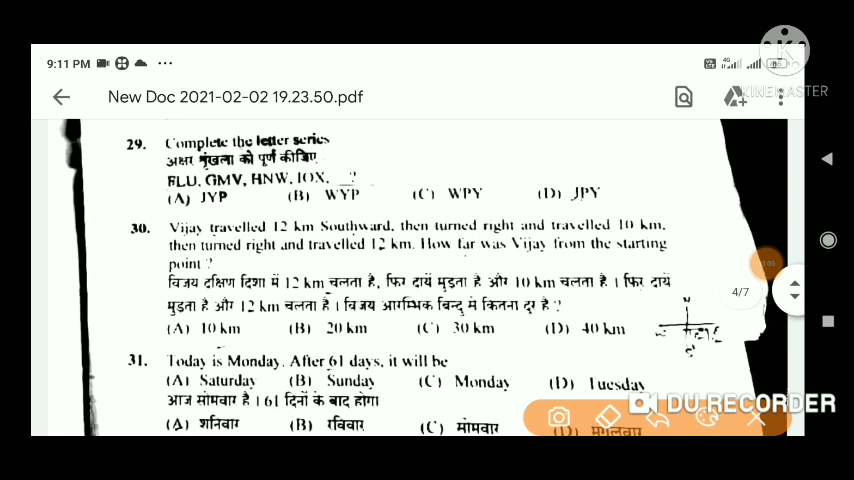 9:11 PM
4G
86
K
KINEMASTER
New Doc 2021-02-02 19.23.50.pdf
29. Complete the letter series
अक्षर श्रृंखला को पूर्ण कीजिए
FLU, GMV, HNW, IOX, __?
(A) JYP (B) WYP (C) WPY (D) JPY
30. Vijay travelled 12 km Southward, then turned right and travelled 10 km,
then turned right and travelled 12 km. How far was Vijay from the starting
point ?
विजय दक्षिण दिशा में 12 km चलता है, फिर दायें मुड़ता है और 10 km चलता है । फिर दायें
मुड़ता है और 12 km चलता है । विजय आरम्भिक बिन्दु से कितना दूर है ?
(A) 10 km (B) 20 km (C) 30 km (D) 40 km
4/7
31. Today is Monday. After 61 days, it will be
(A) Saturday (B) Sunday (C) Monday (D) Tuesday
आज सोमवार है । 61 दिनों के बाद होगा
(A) शनिवार (B) रविवार (C) सोमवार (D) मंगलवार
DU RECORDER